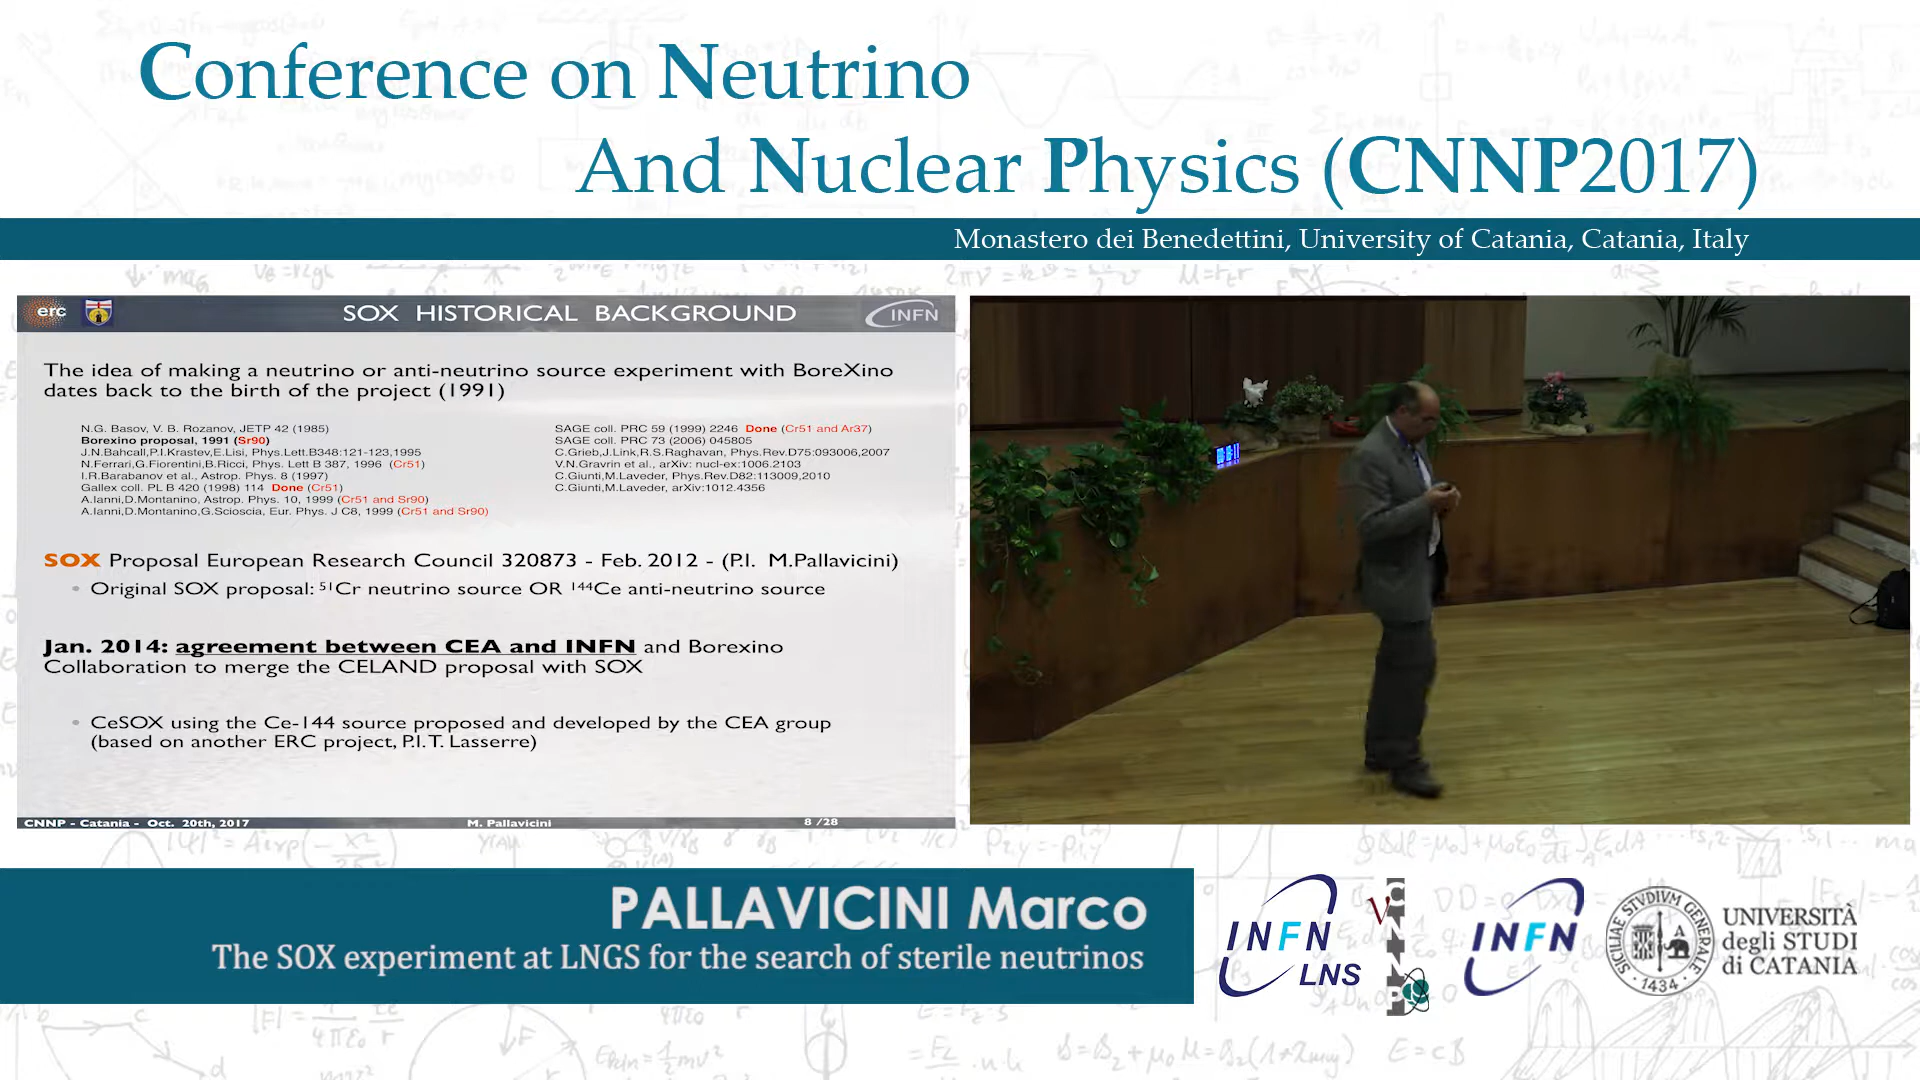 Conference on Neutrino
And Nuclear Physics (CNNP2017)
Monastero dei Benedettini, University of Catania, Catania, Italy
erc
SOX HISTORICAL BACKGROUND
INFN
The idea of making a neutrino or anti-neutrino source experiment with BoreXino
dates back to the birth of the project (1991)
N.G. Basov, V. B. Rozanov, JETP 42 (1985)
Borexino proposal, 1991 (Sr90)
J.N.Bahcall,P.I.Krastev,E.Lisi, Phys.Lett.B348:121-123,1995
N.Ferrari,G.Fiorentini,B.Ricci, Phys. Lett B 387, 1996 (Cr51)
I.R.Barabanov et al., Astrop. Phys. 8 (1997)
Gallex coll. PL B 420 (1998) 114 Done (Cr51)
A.Ianni,D.Montanino, Astrop. Phys. 10, 1999 (Cr51 and Sr90)
A.Ianni,D.Montanino,G.Scioscia, Eur. Phys. J C8, 1999 (Cr51 and Sr90)
SAGE coll. PRC 59 (1999) 2246 Done (Cr51 and Ar37)
SAGE coll. PRC 73 (2006) 045805
C.Grieb,J.Link,R.S.Raghavan, Phys.Rev.D75:093006,2007
V.N.Gravrin et al., arXiv: nucl-ex:1006.2103
C.Giunti,M.Laveder, Phys.Rev.D82:113009,2010
C.Giunti,M.Laveder, arXiv:1012.4356
SOX Proposal European Research Council 320873 - Feb. 2012 - (P.I. M.Pallavicini)
• Original SOX proposal: ⁵¹Cr neutrino source OR ¹⁴⁴Ce anti-neutrino source
Jan. 2014: agreement between CEA and INFN and Borexino
Collaboration to merge the CELAND proposal with SOX
• CeSOX using the Ce-144 source proposed and developed by the CEA group
(based on another ERC project, P.I. T. Lasserre)
CNNP - Catania - Oct. 20th, 2017
M. Pallavicini
8 /28
PALLAVICINI Marco
The SOX experiment at LNGS for the search of sterile neutrinos
INFN
LNS
CNNP
INFN
SICILIAE STVDIVM GENERALE
1434
UNIVERSITÀ
degli STUDI
di CATANIA